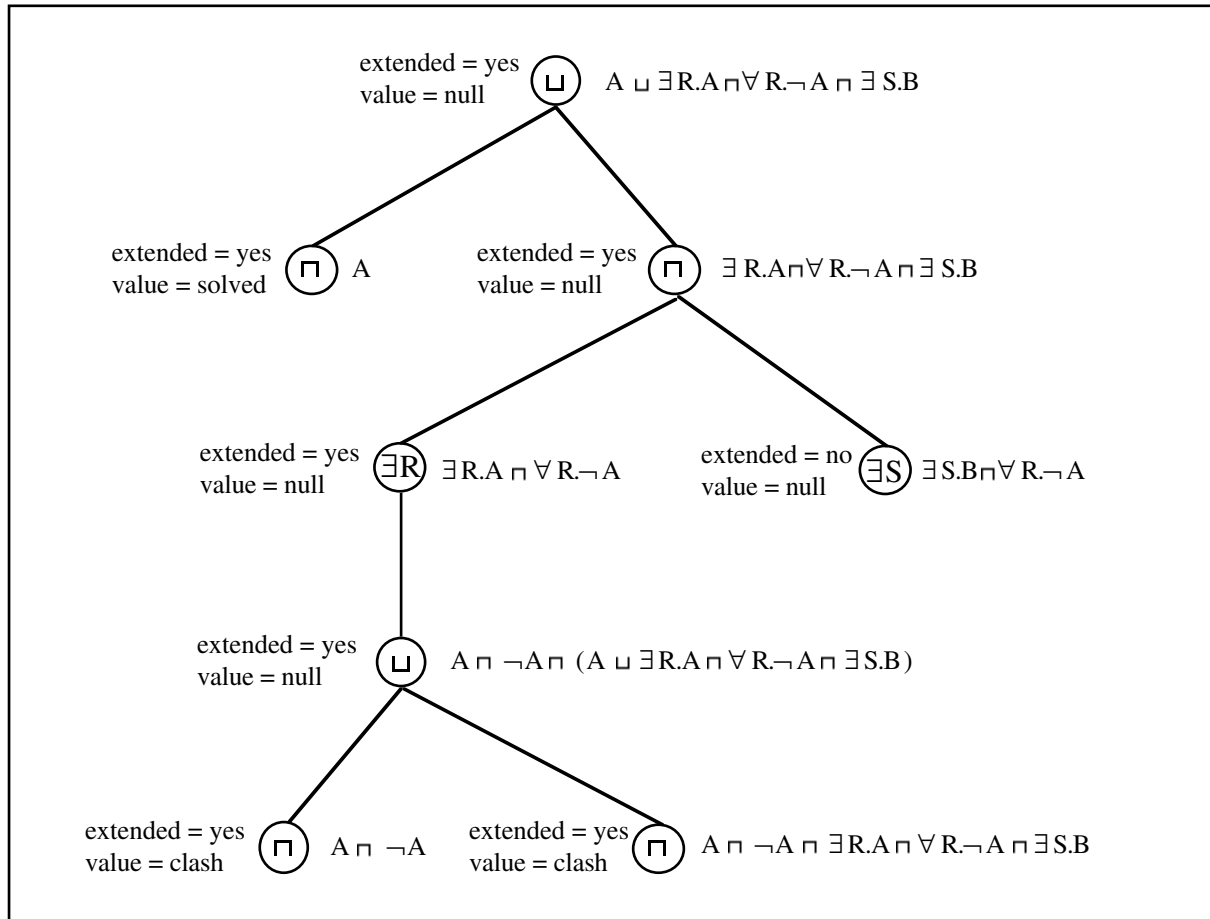 extended = yes
value = null
⊔
A ⊔ ∃ R.A ⊓ ∀ R.¬ A ⊓ ∃ S.B
extended = yes
value = solved
⊓
A
extended = yes
value = null
⊓
∃ R.A ⊓ ∀ R.¬ A ⊓ ∃ S.B
extended = yes
value = null
∃R
∃ R.A ⊓ ∀ R.¬ A
extended = no
value = null
∃S
∃ S.B ⊓ ∀ R.¬ A
extended = yes
value = null
⊔
A ⊓ ¬A ⊓ (A ⊔ ∃ R.A ⊓ ∀ R.¬ A ⊓ ∃ S.B)
extended = yes
value = clash
⊓
A ⊓ ¬A
extended = yes
value = clash
⊓
A ⊓ ¬A ⊓ ∃ R.A ⊓ ∀ R.¬ A ⊓ ∃ S.B